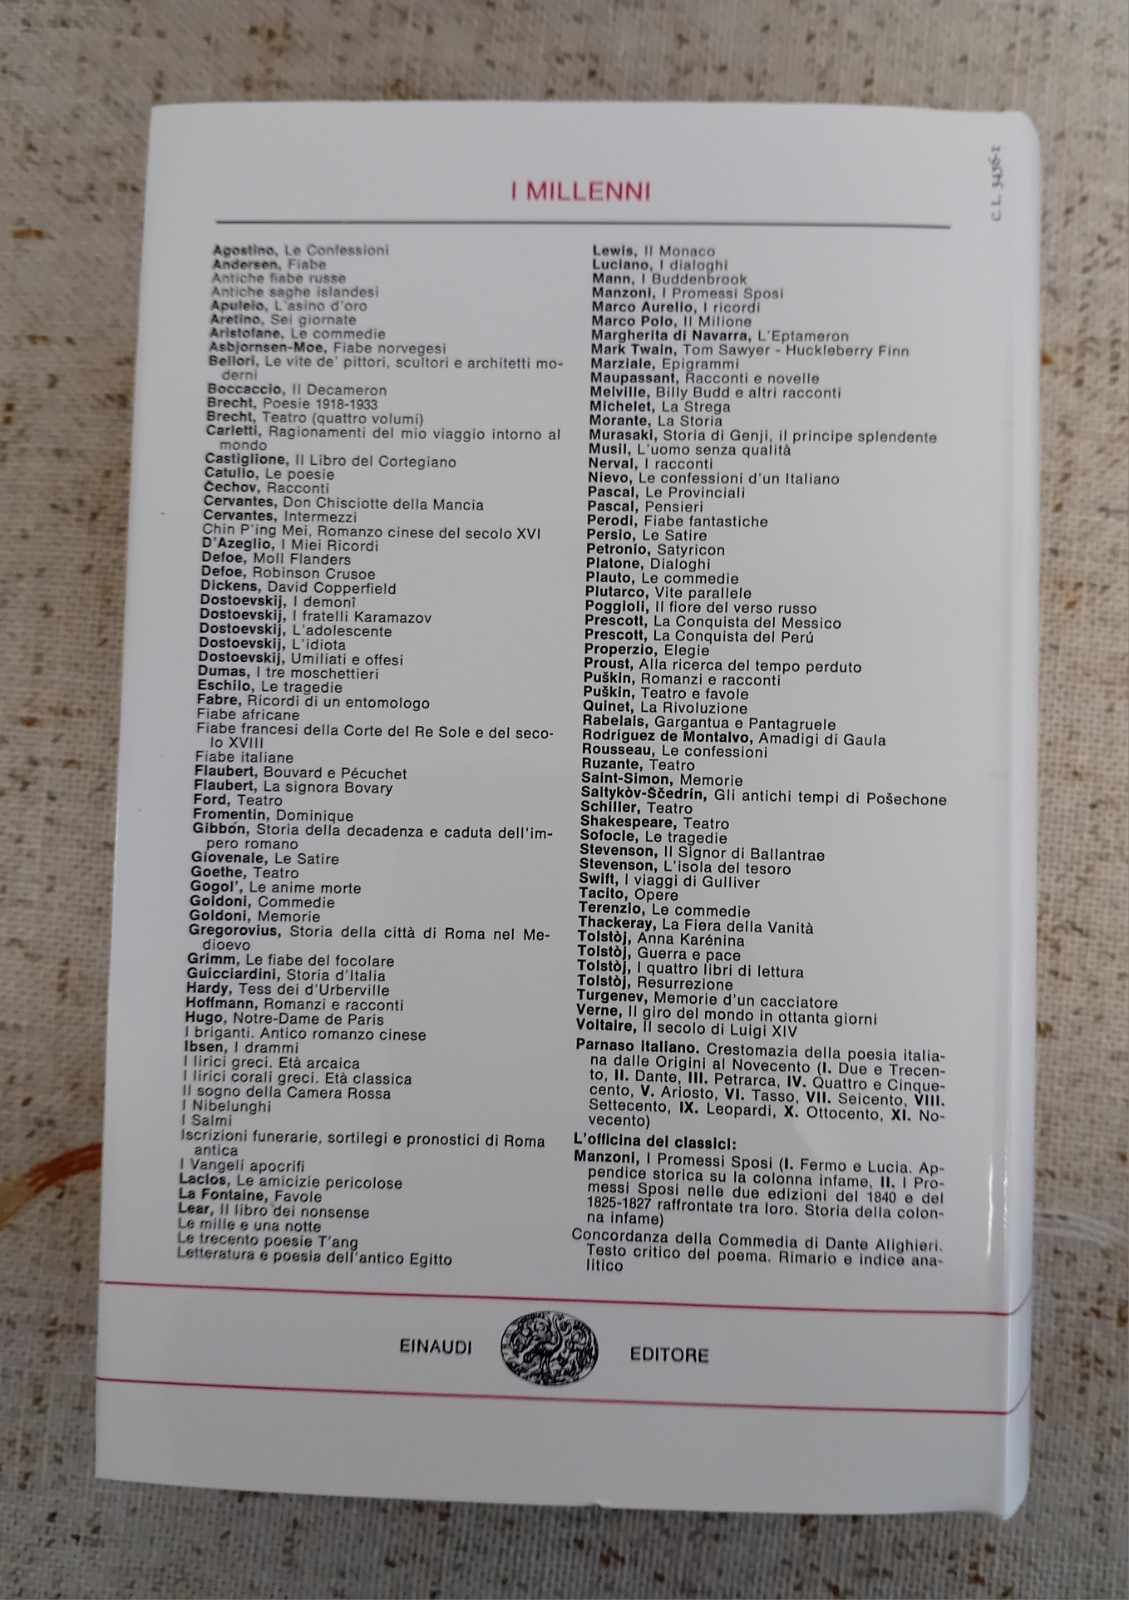 C. L. 3456-1
I MILLENNI
Agostino, Le Confessioni
Andersen, Fiabe
Antiche fiabe russe
Antiche saghe islandesi
Apuleio, L'asino d'oro
Aretino, Sei giornate
Aristofane, Le commedie
Asbjornsen-Moe, Fiabe norvegesi
Bellori, Le vite de' pittori, scultori e architetti mo-
derni
Boccaccio, Il Decameron
Brecht, Poesie 1918-1933
Brecht, Teatro (quattro volumi)
Carletti, Ragionamenti del mio viaggio intorno al
mondo
Castiglione, Il Libro del Cortegiano
Catullo, Le poesie
Čechov, Racconti
Cervantes, Don Chisciotte della Mancia
Cervantes, Intermezzi
Chin P'ing Mei, Romanzo cinese del secolo XVI
D'Azeglio, I Miei Ricordi
Defoe, Moll Flanders
Defoe, Robinson Crusoe
Dickens, David Copperfield
Dostoevskij, I demonî
Dostoevskij, I fratelli Karamazov
Dostoevskij, L'adolescente
Dostoevskij, L'idiota
Dostoevskij, Umiliati e offesi
Dumas, I tre moschettieri
Eschilo, Le tragedie
Fabre, Ricordi di un entomologo
Fiabe africane
Fiabe francesi della Corte del Re Sole e del seco-
lo XVIII
Fiabe italiane
Flaubert, Bouvard e Pécuchet
Flaubert, La signora Bovary
Ford, Teatro
Fromentin, Dominique
Gibbon, Storia della decadenza e caduta dell'im-
pero romano
Giovenale, Le Satire
Goethe, Teatro
Gogol', Le anime morte
Goldoni, Commedie
Goldoni, Memorie
Gregorovius, Storia della città di Roma nel Me-
dioevo
Grimm, Le fiabe del focolare
Guicciardini, Storia d'Italia
Hardy, Tess dei d'Urberville
Hoffmann, Romanzi e racconti
Hugo, Notre-Dame de Paris
I briganti. Antico romanzo cinese
Ibsen, I drammi
I lirici greci. Età arcaica
I lirici corali greci. Età classica
Il sogno della Camera Rossa
I Nibelunghi
I Salmi
Iscrizioni funerarie, sortilegi e pronostici di Roma
antica
I Vangeli apocrifi
Laclos, Le amicizie pericolose
La Fontaine, Favole
Lear, Il libro dei nonsense
Le mille e una notte
Le trecento poesie T'ang
Letteratura e poesia dell'antico Egitto
Lewis, Il Monaco
Luciano, I dialoghi
Mann, I Buddenbrook
Manzoni, I Promessi Sposi
Marco Aurelio, I ricordi
Marco Polo, Il Milione
Margherita di Navarra, L'Eptameron
Mark Twain, Tom Sawyer - Huckleberry Finn
Marziale, Epigrammi
Maupassant, Racconti e novelle
Melville, Billy Budd e altri racconti
Michelet, La Strega
Morante, La Storia
Murasaki, Storia di Genji, il principe splendente
Musil, L'uomo senza qualità
Nerval, I racconti
Nievo, Le confessioni d'un Italiano
Pascal, Le Provinciali
Pascal, Pensieri
Perodi, Fiabe fantastiche
Persio, Le Satire
Petronio, Satyricon
Platone, Dialoghi
Plauto, Le commedie
Plutarco, Vite parallele
Poggioli, Il fiore del verso russo
Prescott, La Conquista del Messico
Prescott, La Conquista del Perú
Properzio, Elegie
Proust, Alla ricerca del tempo perduto
Puškin, Romanzi e racconti
Puškin, Teatro e favole
Quinet, La Rivoluzione
Rabelais, Gargantua e Pantagruele
Rodríguez de Montalvo, Amadigi di Gaula
Rousseau, Le confessioni
Ruzante, Teatro
Saint-Simon, Memorie
Saltykòv-Ščedrín, Gli antichi tempi di Pošechone
Schiller, Teatro
Shakespeare, Teatro
Sofocle, Le tragedie
Stevenson, Il Signor di Ballantrae
Stevenson, L'isola del tesoro
Swift, I viaggi di Gulliver
Tacito, Opere
Terenzio, Le commedie
Thackeray, La Fiera della Vanità
Tolstòj, Anna Karénina
Tolstòj, Guerra e pace
Tolstòj, I quattro libri di lettura
Tolstòj, Resurrezione
Turgenev, Memorie d'un cacciatore
Verne, Il giro del mondo in ottanta giorni
Voltaire, Il secolo di Luigi XIV
Parnaso italiano. Crestomazia della poesia italia-
na dalle Origini al Novecento (I. Due e Trecen-
to, II. Dante, III. Petrarca, IV. Quattro e Cinque-
cento, V. Ariosto, VI. Tasso, VII. Seicento, VIII.
Settecento, IX. Leopardi, X. Ottocento, XI. No-
vecento)
L'officina dei classici:
Manzoni, I Promessi Sposi (I. Fermo e Lucia. Ap-
pendice storica su la colonna infame, II. I Pro-
messi Sposi nelle due edizioni del 1840 e del
1825-1827 raffrontate tra loro. Storia della colon-
na infame)
Concordanza della Commedia di Dante Alighieri.
Testo critico del poema. Rimario e indice ana-
litico
EINAUDI EDITORE